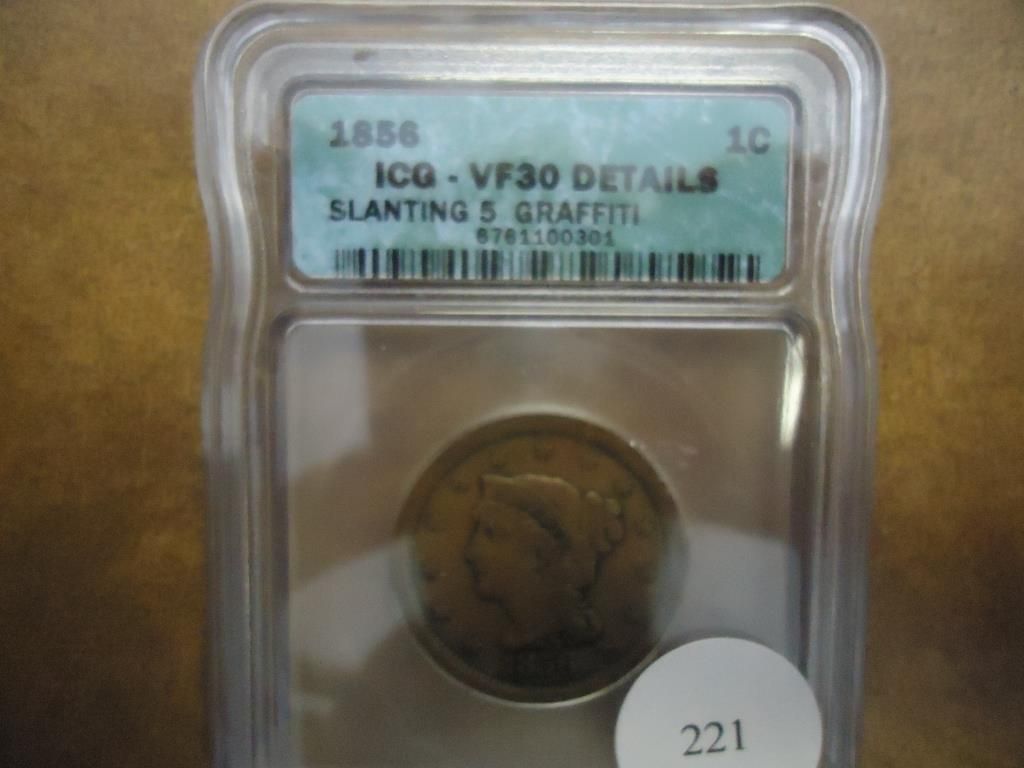 1856 1C
ICG - VF30 DETAILS
SLANTING 5 GRAFFITI
6761100301
221